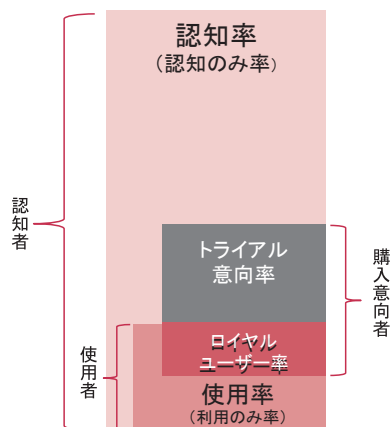 認知率
(認知のみ率)
認知者
トライアル
意向率
購入意向者
ロイヤル
ユーザー率
使用者
使用率
(利用のみ率)